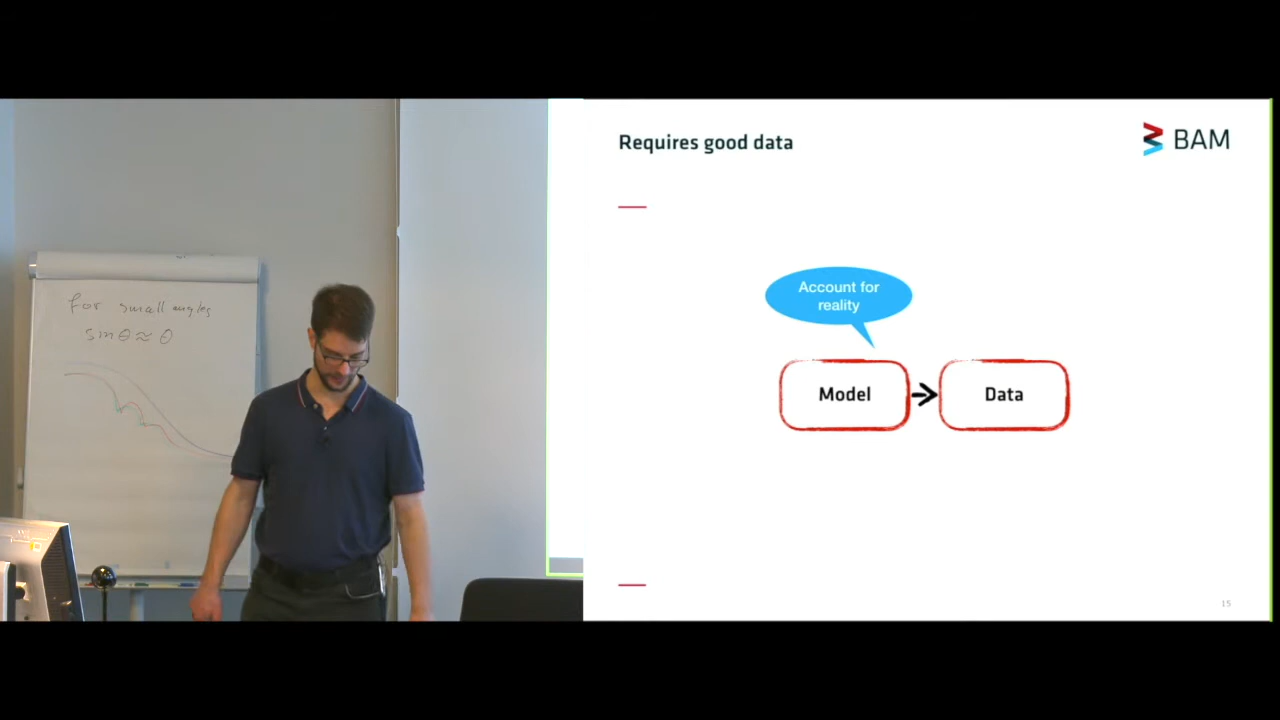 for small angles
sin θ ≈ θ
Requires good data
BAM
Account for
reality
Model
Data
15